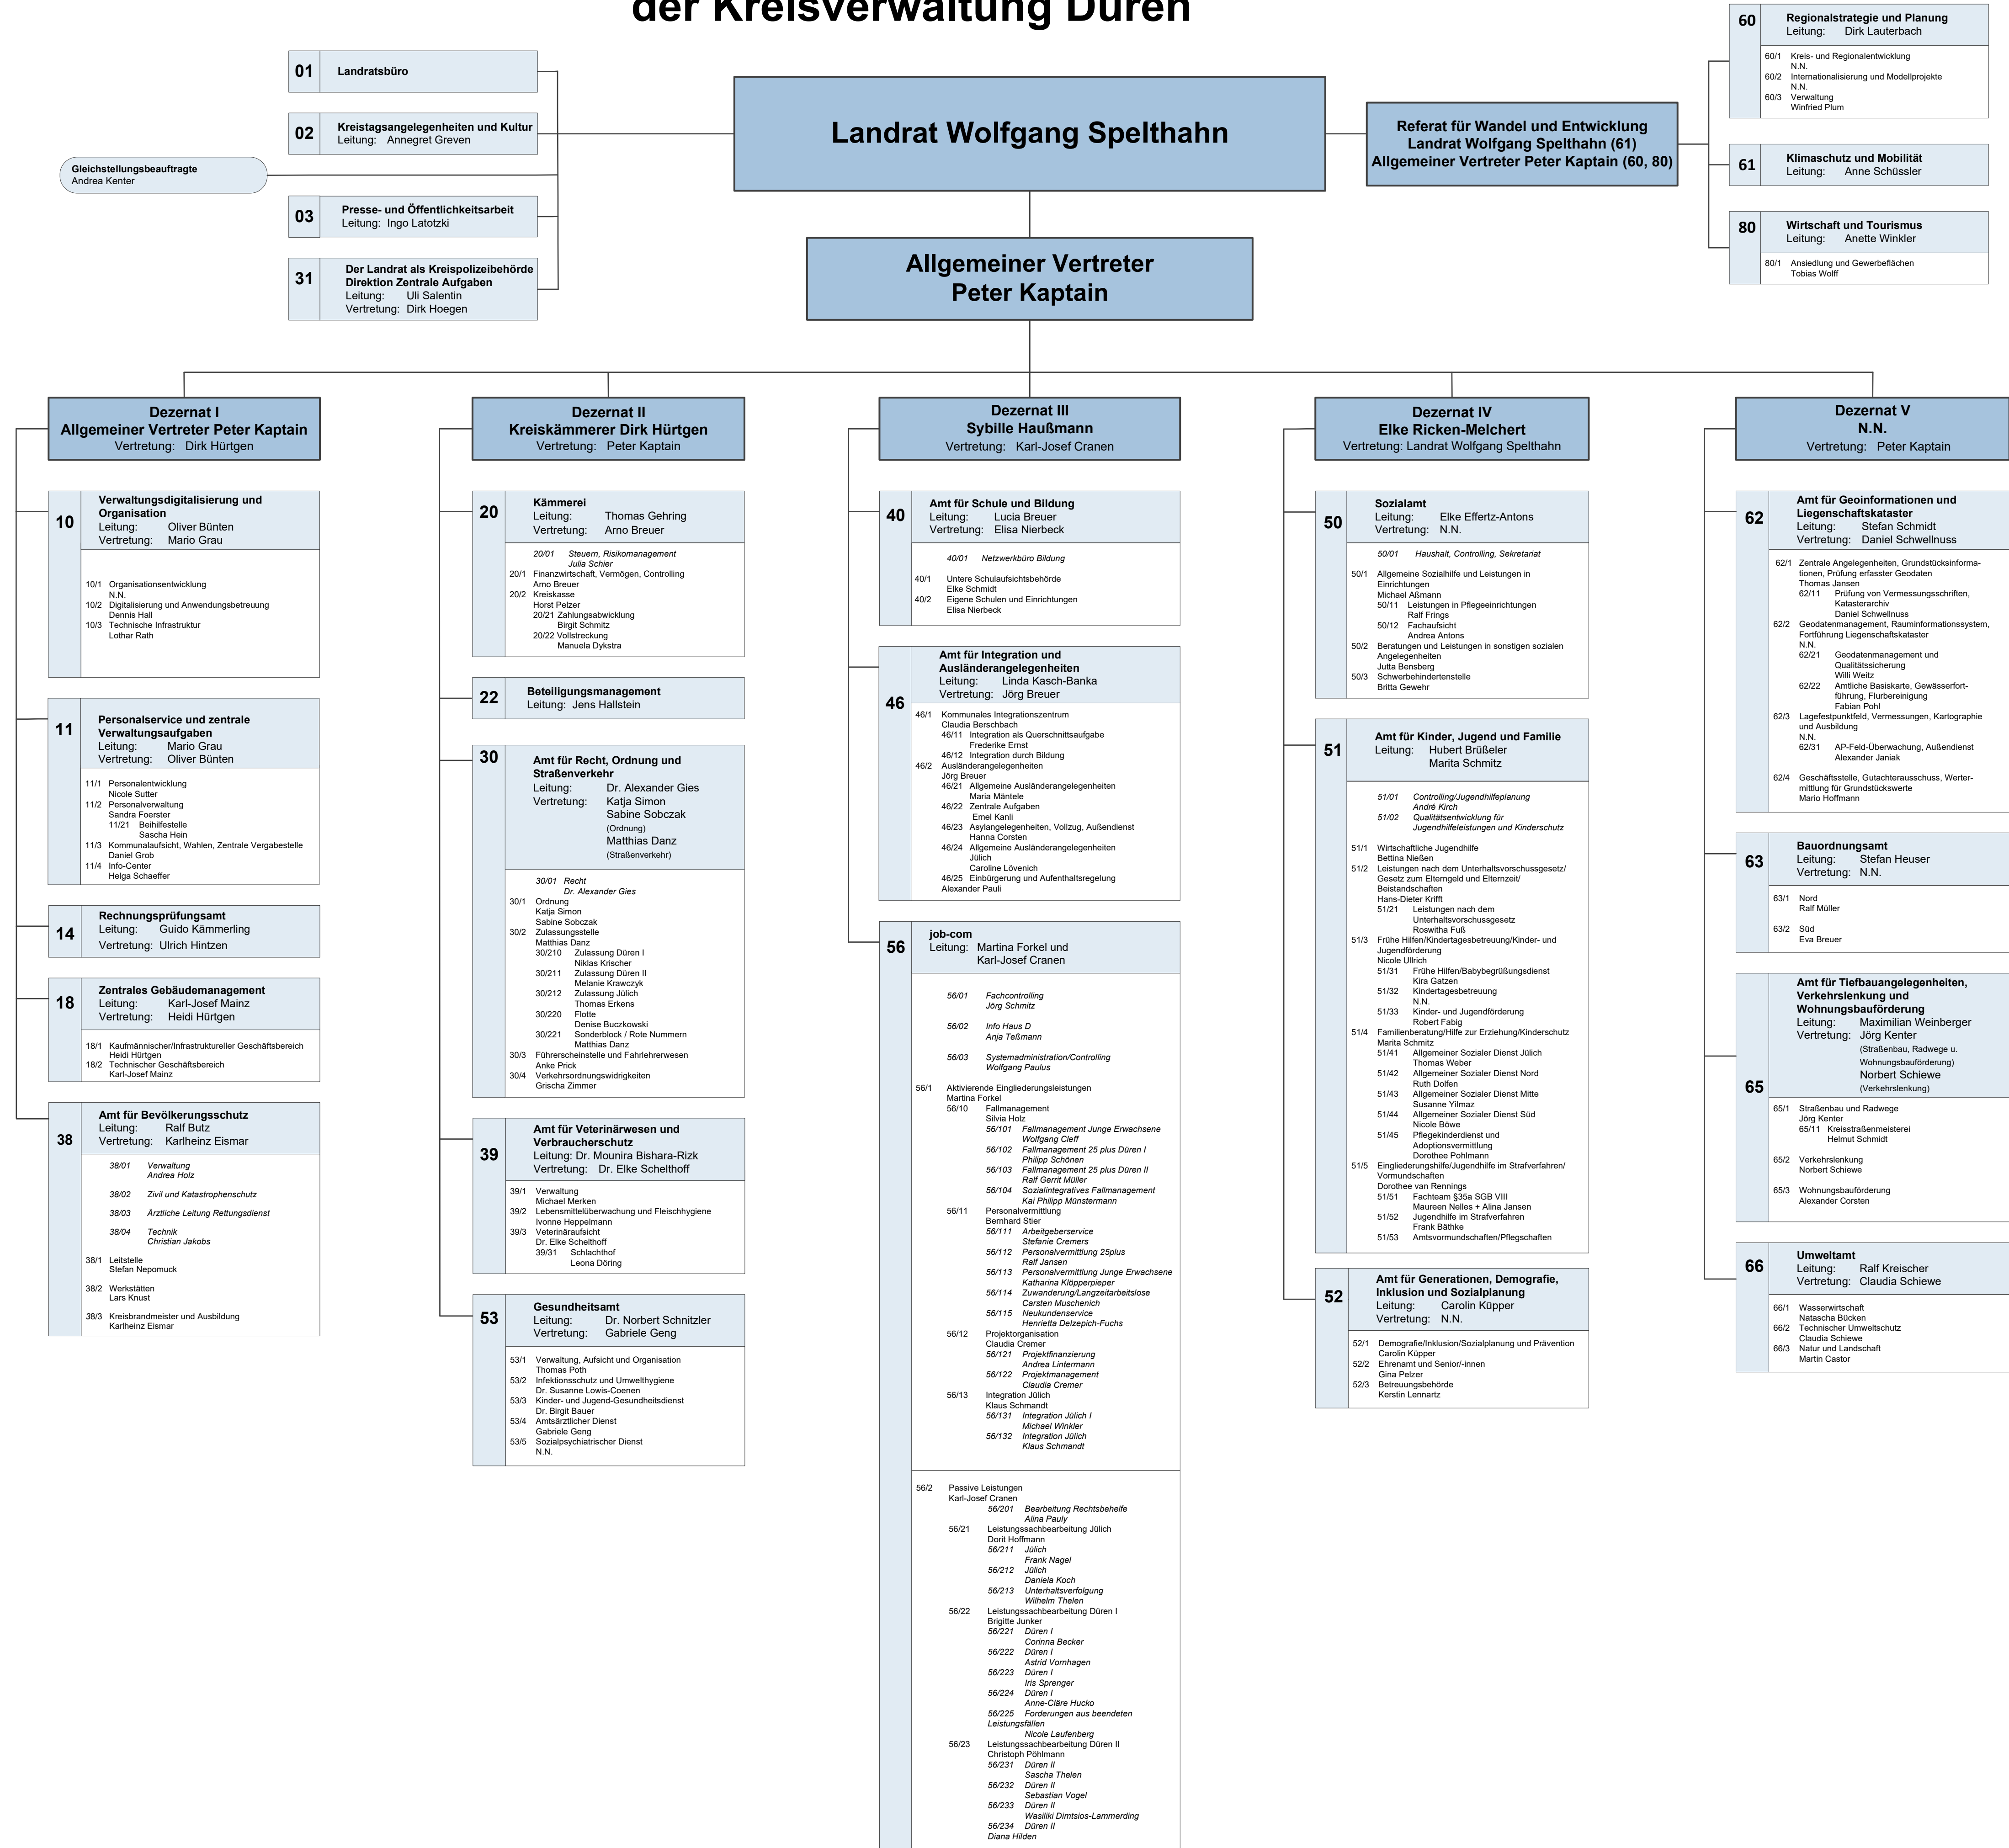 der Kreisverwaltung Düren
01
Landratsbüro
02
Kreistagsangelegenheiten und Kultur
Leitung: Annegret Greven
Gleichstellungsbeauftragte
Andrea Kenter
03
Presse- und Öffentlichkeitsarbeit
Leitung: Ingo Latotzki
31
Der Landrat als Kreispolizeibehörde
Direktion Zentrale Aufgaben
Leitung: Uli Salentin
Vertretung: Dirk Hoegen
Landrat Wolfgang Spelthahn
Allgemeiner Vertreter
Peter Kaptain
Referat für Wandel und Entwicklung
Landrat Wolfgang Spelthahn (61)
Allgemeiner Vertreter Peter Kaptain (60, 80)
60
Regionalstrategie und Planung
Leitung: Dirk Lauterbach
60/1 Kreis- und Regionalentwicklung
N.N.
60/2 Internationalisierung und Modellprojekte
N.N.
60/3 Verwaltung
Winfried Plum
61
Klimaschutz und Mobilität
Leitung: Anne Schüssler
80
Wirtschaft und Tourismus
Leitung: Anette Winkler
80/1 Ansiedlung und Gewerbeflächen
Tobias Wolff
Dezernat I
Allgemeiner Vertreter Peter Kaptain
Vertretung: Dirk Hürtgen
10
Verwaltungsdigitalisierung und
Organisation
Leitung: Oliver Bünten
Vertretung: Mario Grau
10/1 Organisationsentwicklung
N.N.
10/2 Digitalisierung und Anwendungsbetreuung
Dennis Hall
10/3 Technische Infrastruktur
Lothar Rath
11
Personalservice und zentrale
Verwaltungsaufgaben
Leitung: Mario Grau
Vertretung: Oliver Bünten
11/1 Personalentwicklung
Nicole Sutter
11/2 Personalverwaltung
Sandra Foerster
11/21 Beihilfestelle
Sascha Hein
11/3 Kommunalaufsicht, Wahlen, Zentrale Vergabestelle
Daniel Grob
11/4 Info-Center
Helga Schaeffer
14
Rechnungsprüfungsamt
Leitung: Guido Kämmerling
Vertretung: Ulrich Hintzen
18
Zentrales Gebäudemanagement
Leitung: Karl-Josef Mainz
Vertretung: Heidi Hürtgen
18/1 Kaufmännischer/Infrastruktureller Geschäftsbereich
Heidi Hürtgen
18/2 Technischer Geschäftsbereich
Karl-Josef Mainz
38
Amt für Bevölkerungsschutz
Leitung: Ralf Butz
Vertretung: Karlheinz Eismar
38/01 Verwaltung
Andrea Holz
38/02 Zivil und Katastrophenschutz
38/03 Ärztliche Leitung Rettungsdienst
38/04 Technik
Christian Jakobs
38/1 Leitstelle
Stefan Nepomuck
38/2 Werkstätten
Lars Knust
38/3 Kreisbrandmeister und Ausbildung
Karlheinz Eismar
Dezernat II
Kreiskämmerer Dirk Hürtgen
Vertretung: Peter Kaptain
20
Kämmerei
Leitung: Thomas Gehring
Vertretung: Arno Breuer
20/01 Steuern, Risikomanagement
Julia Schier
20/1 Finanzwirtschaft, Vermögen, Controlling
Arno Breuer
20/2 Kreiskasse
Horst Pelzer
20/21 Zahlungsabwicklung
Birgit Schmitz
20/22 Vollstreckung
Manuela Dykstra
22
Beteiligungsmanagement
Leitung: Jens Hallstein
30
Amt für Recht, Ordnung und
Straßenverkehr
Leitung: Dr. Alexander Gies
Vertretung: Katja Simon
Sabine Sobczak
(Ordnung)
Matthias Danz
(Straßenverkehr)
30/01 Recht
Dr. Alexander Gies
30/1 Ordnung
Katja Simon
Sabine Sobczak
30/2 Zulassungsstelle
Matthias Danz
30/210 Zulassung Düren I
Niklas Krischer
30/211 Zulassung Düren II
Melanie Krawczyk
30/212 Zulassung Jülich
Thomas Erkens
30/220 Flotte
Denise Buczkowski
30/221 Sonderblock / Rote Nummern
Matthias Danz
30/3 Führerscheinstelle und Fahrlehrerwesen
Anke Prick
30/4 Verkehrsordnungswidrigkeiten
Grischa Zimmer
39
Amt für Veterinärwesen und
Verbraucherschutz
Leitung: Dr. Mounira Bishara-Rizk
Vertretung: Dr. Elke Schelthoff
39/1 Verwaltung
Michael Merken
39/2 Lebensmittelüberwachung und Fleischhygiene
Ivonne Heppelmann
39/3 Veterinäraufsicht
Dr. Elke Schelthoff
39/31 Schlachthof
Leona Döring
53
Gesundheitsamt
Leitung: Dr. Norbert Schnitzler
Vertretung: Gabriele Geng
53/1 Verwaltung, Aufsicht und Organisation
Thomas Poth
53/2 Infektionsschutz und Umwelthygiene
Dr. Susanne Lowis-Coenen
53/3 Kinder- und Jugend-Gesundheitsdienst
Dr. Birgit Bauer
53/4 Amtsärztlicher Dienst
Gabriele Geng
53/5 Sozialpsychiatrischer Dienst
N.N.
Dezernat III
Sybille Haußmann
Vertretung: Karl-Josef Cranen
40
Amt für Schule und Bildung
Leitung: Lucia Breuer
Vertretung: Elisa Nierbeck
40/01 Netzwerkbüro Bildung
40/1 Untere Schulaufsichtsbehörde
Elke Schmidt
40/2 Eigene Schulen und Einrichtungen
Elisa Nierbeck
46
Amt für Integration und
Ausländerangelegenheiten
Leitung: Linda Kasch-Banka
Vertretung: Jörg Breuer
46/1 Kommunales Integrationszentrum
Claudia Berschbach
46/11 Integration als Querschnittsaufgabe
Frederike Ernst
46/12 Integration durch Bildung
46/2 Ausländerangelegenheiten
Jörg Breuer
46/21 Allgemeine Ausländerangelegenheiten
Maria Mäntele
46/22 Zentrale Aufgaben
Emel Kanli
46/23 Asylangelegenheiten, Vollzug, Außendienst
Hanna Corsten
46/24 Allgemeine Ausländerangelegenheiten
Jülich
Caroline Lövenich
46/25 Einbürgerung und Aufenthaltsregelung
Alexander Pauli
56
job-com
Leitung: Martina Forkel und
Karl-Josef Cranen
56/01 Fachcontrolling
Jörg Schmitz
56/02 Info Haus D
Anja Teßmann
56/03 Systemadministration/Controlling
Wolfgang Paulus
56/1 Aktivierende Eingliederungsleistungen
Martina Forkel
56/10 Fallmanagement
Silvia Holz
56/101 Fallmanagement Junge Erwachsene
Wolfgang Cleff
56/102 Fallmanagement 25 plus Düren I
Philipp Schönen
56/103 Fallmanagement 25 plus Düren II
Ralf Gerrit Müller
56/104 Sozialintegratives Fallmanagement
Kai Philipp Münstermann
56/11 Personalvermittlung
Bernhard Stier
56/111 Arbeitgeberservice
Stefanie Cremers
56/112 Personalvermittlung 25plus
Ralf Jansen
56/113 Personalvermittlung Junge Erwachsene
Katharina Klöpperpieper
56/114 Zuwanderung/Langzeitarbeitslose
Carsten Muschenich
56/115 Neukundenservice
Henrietta Delzepich-Fuchs
56/12 Projektorganisation
Claudia Cremer
56/121 Projektfinanzierung
Andrea Lintermann
56/122 Projektmanagement
Claudia Cremer
56/13 Integration Jülich
Klaus Schmandt
56/131 Integration Jülich I
Michael Winkler
56/132 Integration Jülich
Klaus Schmandt
56/2 Passive Leistungen
Karl-Josef Cranen
56/201 Bearbeitung Rechtsbehelfe
Alina Pauly
56/21 Leistungssachbearbeitung Jülich
Dorit Hoffmann
56/211 Jülich
Frank Nagel
56/212 Jülich
Daniela Koch
56/213 Unterhaltsverfolgung
Wilhelm Thelen
56/22 Leistungssachbearbeitung Düren I
Brigitte Junker
56/221 Düren I
Corinna Becker
56/222 Düren I
Astrid Vornhagen
56/223 Düren I
Iris Sprenger
56/224 Düren I
Anne-Cläre Hucko
56/225 Forderungen aus beendeten
Leistungsfällen
Nicole Laufenberg
56/23 Leistungssachbearbeitung Düren II
Christoph Pöhlmann
56/231 Düren II
Sascha Thelen
56/232 Düren II
Sebastian Vogel
56/233 Düren II
Wasiliki Dimtsios-Lammerding
56/234 Düren II
Diana Hilden
Dezernat IV
Elke Ricken-Melchert
Vertretung: Landrat Wolfgang Spelthahn
50
Sozialamt
Leitung: Elke Effertz-Antons
Vertretung: N.N.
50/01 Haushalt, Controlling, Sekretariat
50/1 Allgemeine Sozialhilfe und Leistungen in
Einrichtungen
Michael Aßmann
50/11 Leistungen in Pflegeeinrichtungen
Ralf Frings
50/12 Fachaufsicht
Andrea Antons
50/2 Beratungen und Leistungen in sonstigen sozialen
Angelegenheiten
Jutta Bensberg
50/3 Schwerbehindertenstelle
Britta Gewehr
51
Amt für Kinder, Jugend und Familie
Leitung: Hubert Brüßeler
Marita Schmitz
51/01 Controlling/Jugendhilfeplanung
André Kirch
51/02 Qualitätsentwicklung für
Jugendhilfeleistungen und Kinderschutz
51/1 Wirtschaftliche Jugendhilfe
Bettina Nießen
51/2 Leistungen nach dem Unterhaltsvorschussgesetz/
Gesetz zum Elterngeld und Elternzeit/
Beistandschaften
Hans-Dieter Krifft
51/21 Leistungen nach dem
Unterhaltsvorschussgesetz
Roswitha Fuß
51/3 Frühe Hilfen/Kindertagesbetreuung/Kinder- und
Jugendförderung
Nicole Ullrich
51/31 Frühe Hilfen/Babybegrüßungsdienst
Kira Gatzen
51/32 Kindertagesbetreuung
N.N.
51/33 Kinder- und Jugendförderung
Robert Fabig
51/4 Familienberatung/Hilfe zur Erziehung/Kinderschutz
Marita Schmitz
51/41 Allgemeiner Sozialer Dienst Jülich
Thomas Weber
51/42 Allgemeiner Sozialer Dienst Nord
Ruth Dolfen
51/43 Allgemeiner Sozialer Dienst Mitte
Susanne Yilmaz
51/44 Allgemeiner Sozialer Dienst Süd
Nicole Böwe
51/45 Pflegekinderdienst und
Adoptionsvermittlung
Dorothee Pohlmann
51/5 Eingliederungshilfe/Jugendhilfe im Strafverfahren/
Vormundschaften
Dorothee van Rennings
51/51 Fachteam §35a SGB VIII
Maureen Nelles + Alina Jansen
51/52 Jugendhilfe im Strafverfahren
Frank Bäthke
51/53 Amtsvormundschaften/Pflegschaften
52
Amt für Generationen, Demografie,
Inklusion und Sozialplanung
Leitung: Carolin Küpper
Vertretung: N.N.
52/1 Demografie/Inklusion/Sozialplanung und Prävention
Carolin Küpper
52/2 Ehrenamt und Senior/-innen
Gina Pelzer
52/3 Betreuungsbehörde
Kerstin Lennartz
Dezernat V
N.N.
Vertretung: Peter Kaptain
62
Amt für Geoinformationen und
Liegenschaftskataster
Leitung: Stefan Schmidt
Vertretung: Daniel Schwellnuss
62/1 Zentrale Angelegenheiten, Grundstücksinforma-
tionen, Prüfung erfasster Geodaten
Thomas Jansen
62/11 Prüfung von Vermessungsschriften,
Katasterarchiv
Daniel Schwellnuss
62/2 Geodatenmanagement, Rauminformationssystem,
Fortführung Liegenschaftskataster
N.N.
62/21 Geodatenmanagement und
Qualitätssicherung
Willi Weitz
62/22 Amtliche Basiskarte, Gewässerfort-
führung, Flurbereinigung
Fabian Pohl
62/3 Lagefestpunktfeld, Vermessungen, Kartographie
und Ausbildung
N.N.
62/31 AP-Feld-Überwachung, Außendienst
Alexander Janiak
62/4 Geschäftsstelle, Gutachterausschuss, Werter-
mittlung für Grundstückswerte
Mario Hoffmann
63
Bauordnungsamt
Leitung: Stefan Heuser
Vertretung: N.N.
63/1 Nord
Ralf Müller
63/2 Süd
Eva Breuer
65
Amt für Tiefbauangelegenheiten,
Verkehrslenkung und
Wohnungsbauförderung
Leitung: Maximilian Weinberger
Vertretung: Jörg Kenter
(Straßenbau, Radwege u.
Wohnungsbauförderung)
Norbert Schiewe
(Verkehrslenkung)
65/1 Straßenbau und Radwege
Jörg Kenter
65/11 Kreisstraßenmeisterei
Helmut Schmidt
65/2 Verkehrslenkung
Norbert Schiewe
65/3 Wohnungsbauförderung
Alexander Corsten
66
Umweltamt
Leitung: Ralf Kreischer
Vertretung: Claudia Schiewe
66/1 Wasserwirtschaft
Natascha Bücken
66/2 Technischer Umweltschutz
Claudia Schiewe
66/3 Natur und Landschaft
Martin Castor